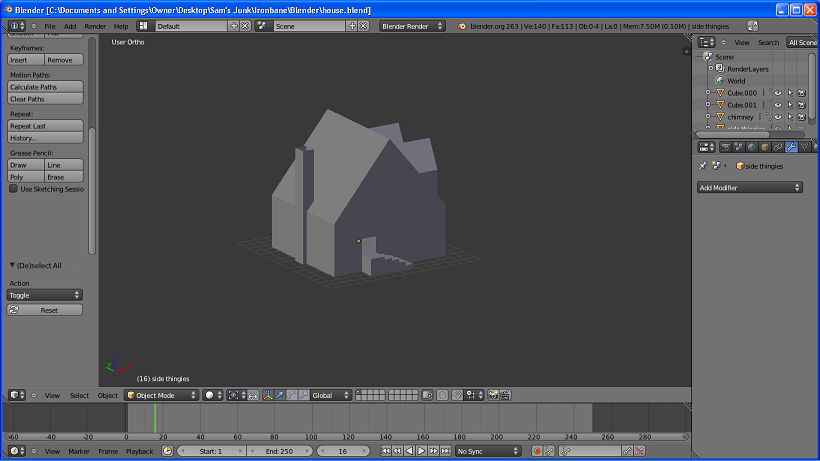 Blender [C:\Documents and Settings\Owner\Desktop\Sam's Junk\Ironbane\Blender\house.blend]
File Add Render Help Default Scene Blender Render blender.org 263 | Ve:140 | Fa:113 | Ob:0-4 | La:0 | Mem:7.50M (0.10M) | side thingies
Keyframes:
Insert Remove
Motion Paths:
Calculate Paths
Clear Paths
Repeat:
Repeat Last
History...
Grease Pencil:
Draw Line
Poly Erase
Use Sketching Sessio
(De)select All
Action
Toggle
Reset
User Ortho
(16) side thingies
View Search All Scene
Scene
RenderLayers
World
Cube.000
Cube.001
chimney
side thingies
side thingies
Add Modifier
View Select Object Object Mode Global
-60 -40 -20 0 20 40 60 80 100 120 140 160 180 200 220 240 260 280
View Marker Frame Playback Start: 1 End: 250 16 No Sync